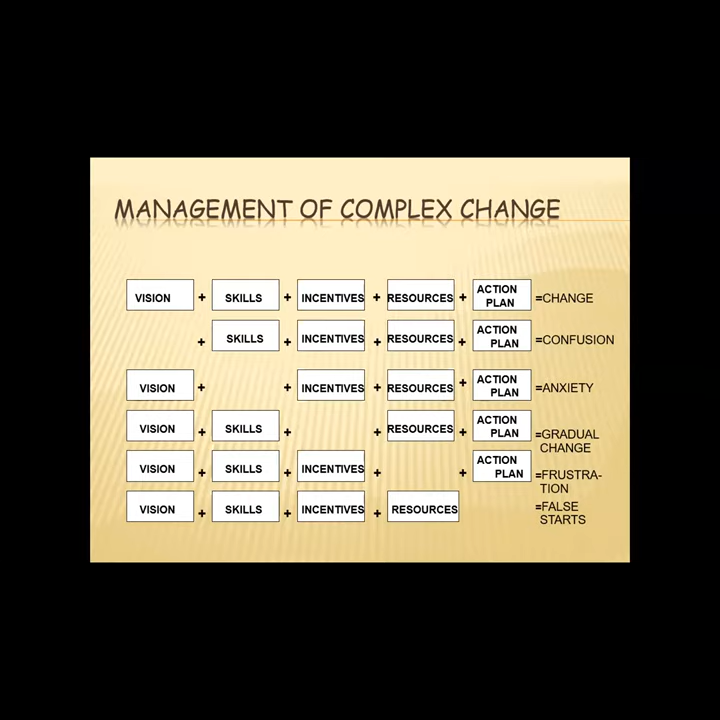 MANAGEMENT OF COMPLEX CHANGE
VISION + SKILLS + INCENTIVES + RESOURCES + ACTION PLAN =CHANGE
+ SKILLS + INCENTIVES + RESOURCES + ACTION PLAN =CONFUSION
VISION + + INCENTIVES + RESOURCES + ACTION PLAN =ANXIETY
VISION + SKILLS + + RESOURCES + ACTION PLAN =GRADUAL CHANGE
VISION + SKILLS + INCENTIVES + + ACTION PLAN =FRUSTRA-TION
VISION + SKILLS + INCENTIVES + RESOURCES =FALSE STARTS